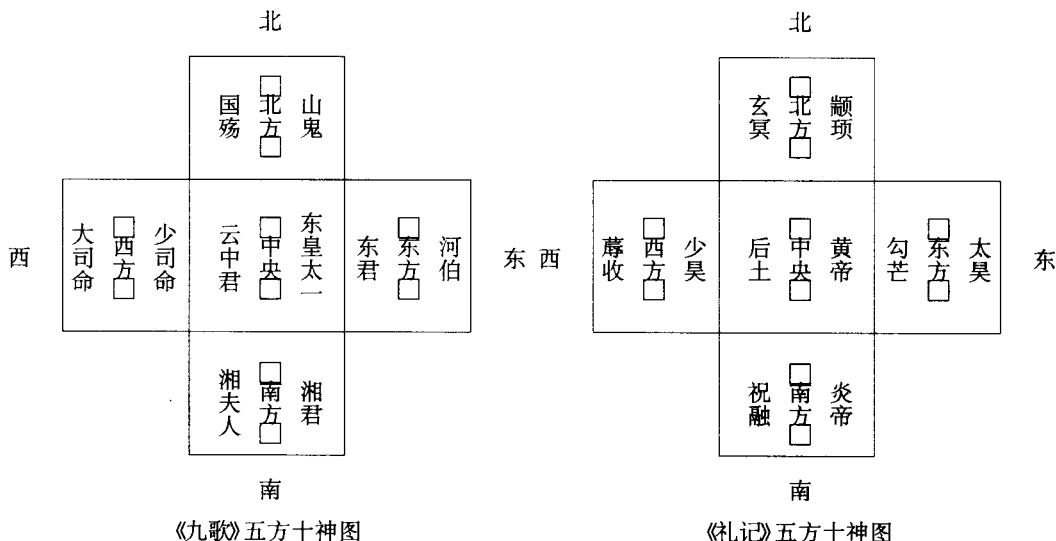 北
国殇
北方
山鬼
西
大司命
西方
少司命
云中君
中央
东皇太一
东君
东方
河伯
东
湘夫人
南方
湘君
南
《九歌》五方十神图
北
玄冥
北方
颛顼
西
蓐收
西方
少昊
后土
中央
黄帝
勾芒
东方
太昊
东
祝融
南方
炎帝
南
《礼记》五方十神图